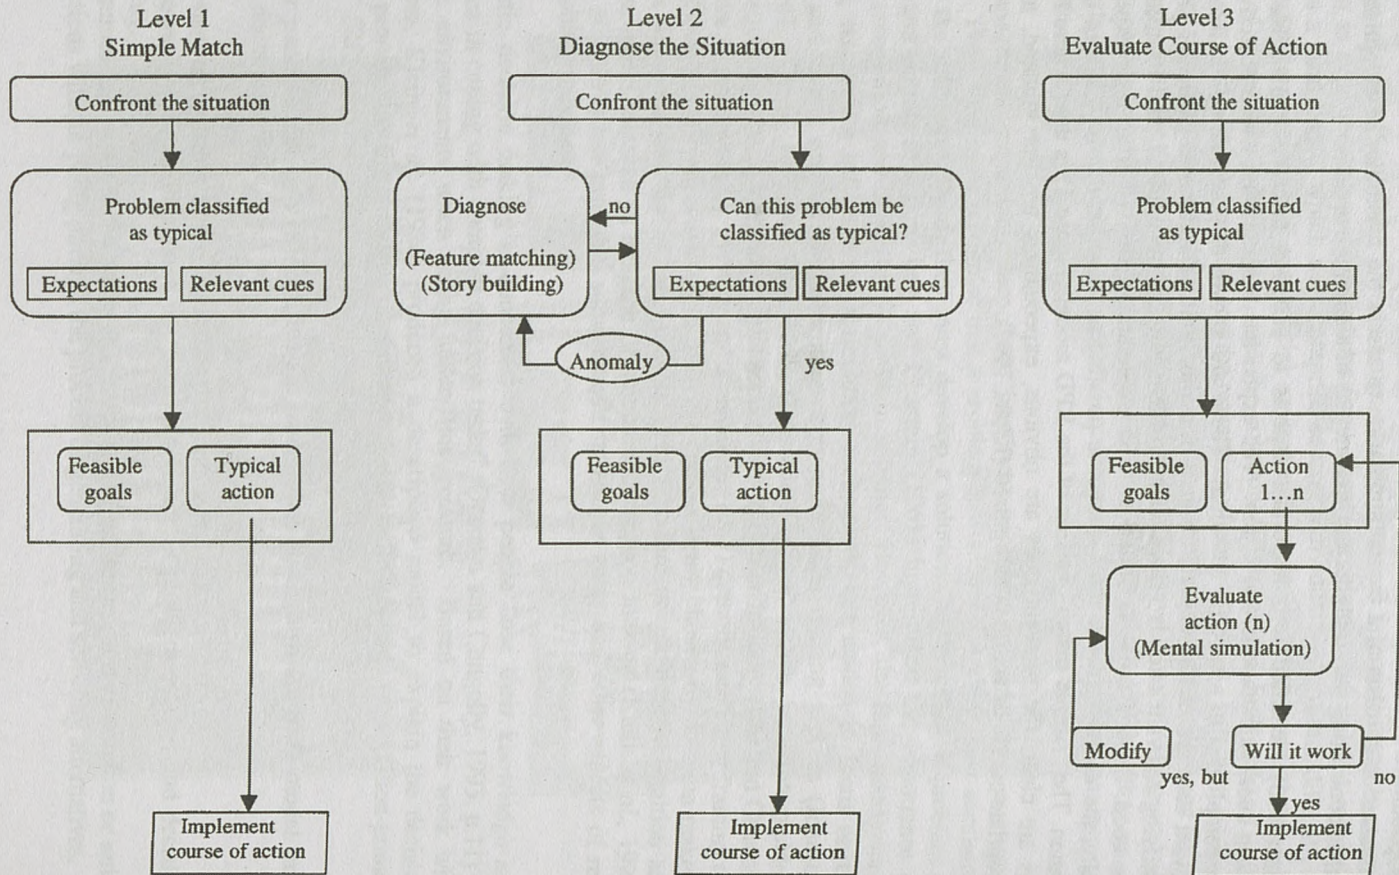 Level 1
Simple Match
Confront the situation
Problem classified
as typical
Expectations
Relevant cues
Feasible
goals
Typical
action
Implement
course of action
Level 2
Diagnose the Situation
Confront the situation
Diagnose
(Feature matching)
(Story building)
no
Can this problem be
classified as typical?
Expectations
Relevant cues
Anomaly
yes
Feasible
goals
Typical
action
Implement
course of action
Level 3
Evaluate Course of Action
Confront the situation
Problem classified
as typical
Expectations
Relevant cues
Feasible
goals
Action
1...n
Evaluate
action (n)
(Mental simulation)
Modify
Will it work
yes, but
no
yes
Implement
course of action